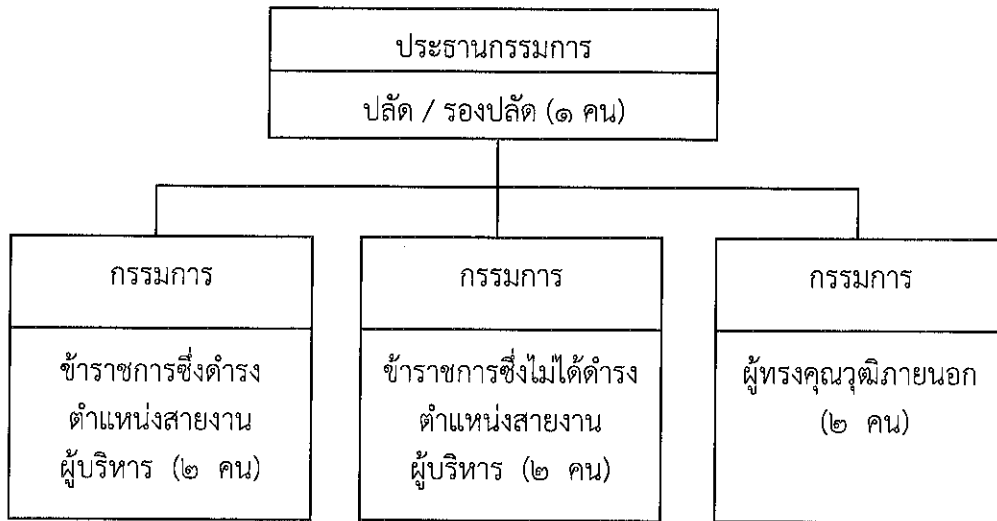 ประธานกรรมการ
ปลัด / รองปลัด (๑ คน)
กรรมการ
ข้าราชการซึ่งดำรง
ตำแหน่งสายงาน
ผู้บริหาร (๒ คน)
กรรมการ
ข้าราชการซึ่งไม่ได้ดำรง
ตำแหน่งสายงาน
ผู้บริหาร (๒ คน)
กรรมการ
ผู้ทรงคุณวุฒิภายนอก
(๒ คน)